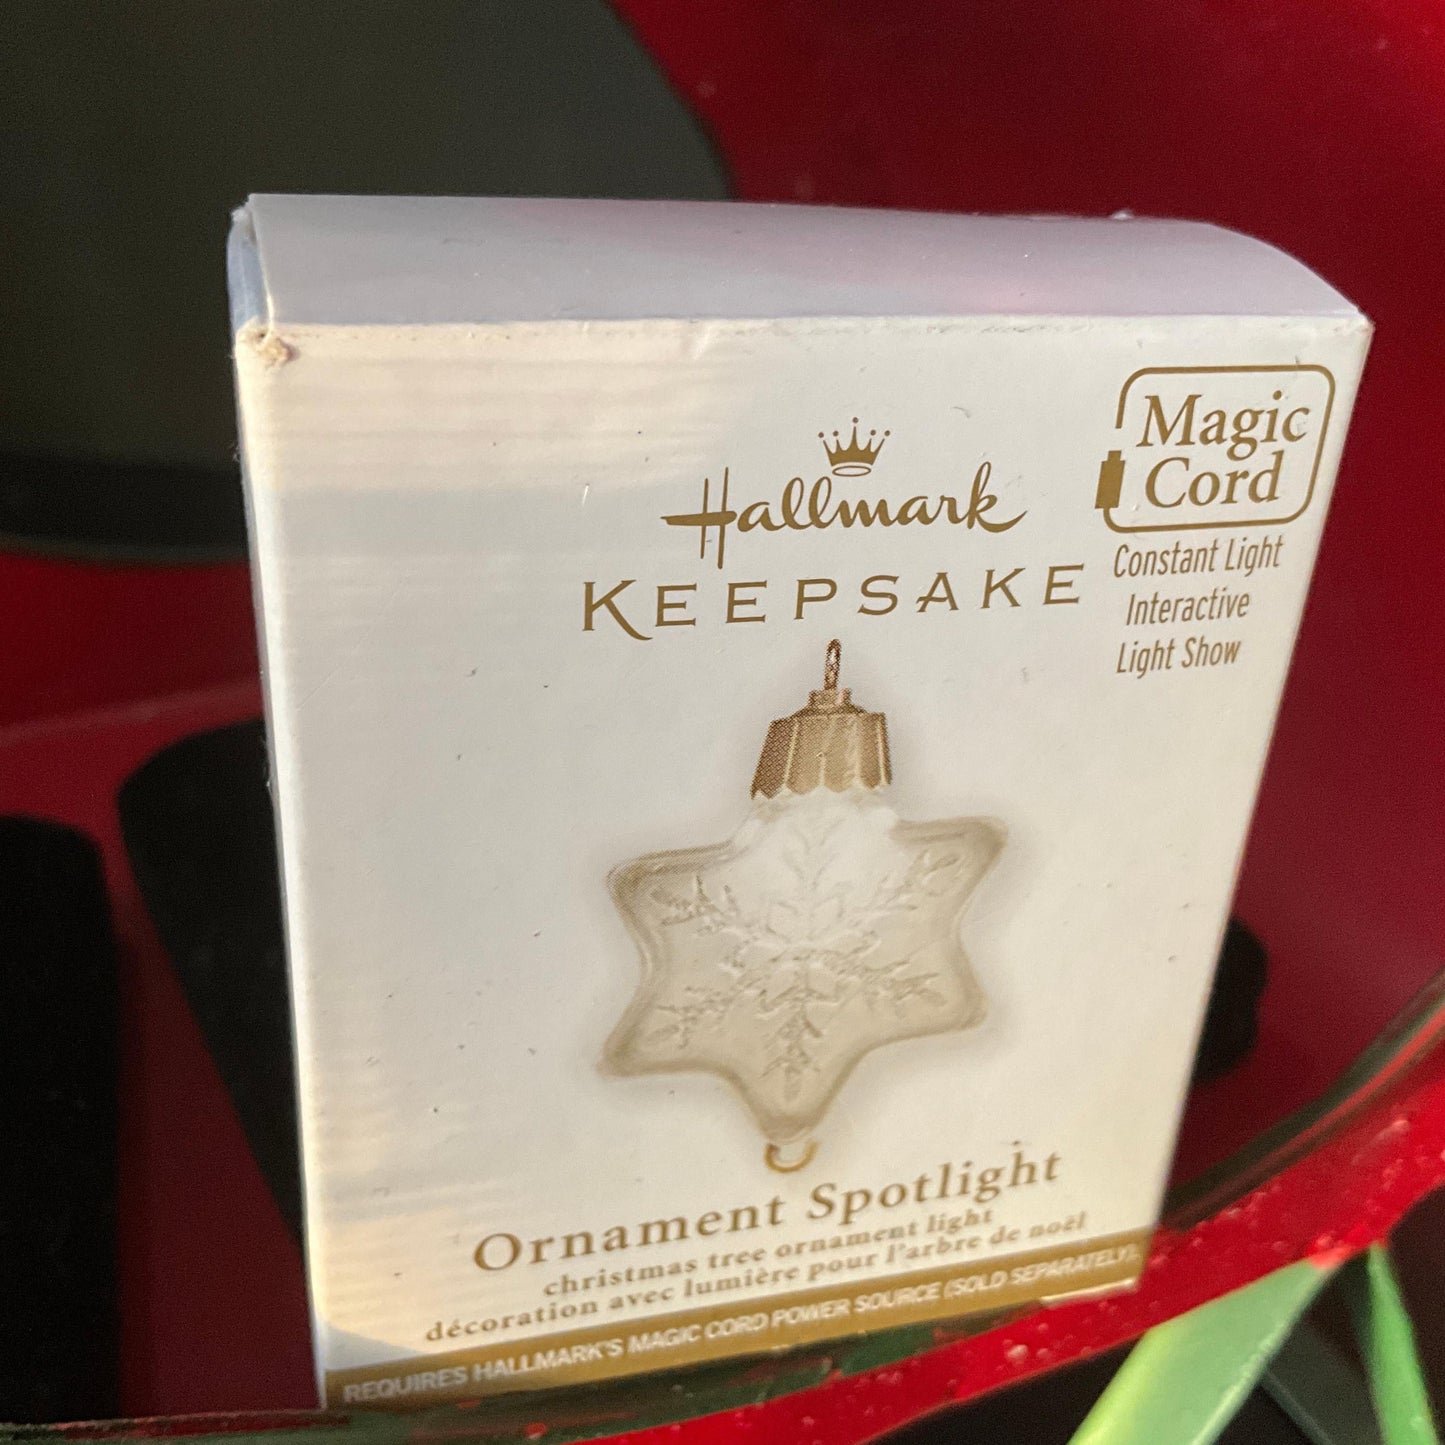 Hallmark
KEEPSAKE
Magic
Cord
Constant Light
Interactive
Light Show
Ornament Spotlight
christmas tree ornament light
décoration avec lumière pour l'arbre de noël
REQUIRES HALLMARK'S MAGIC CORD POWER SOURCE (SOLD SEPARATELY).